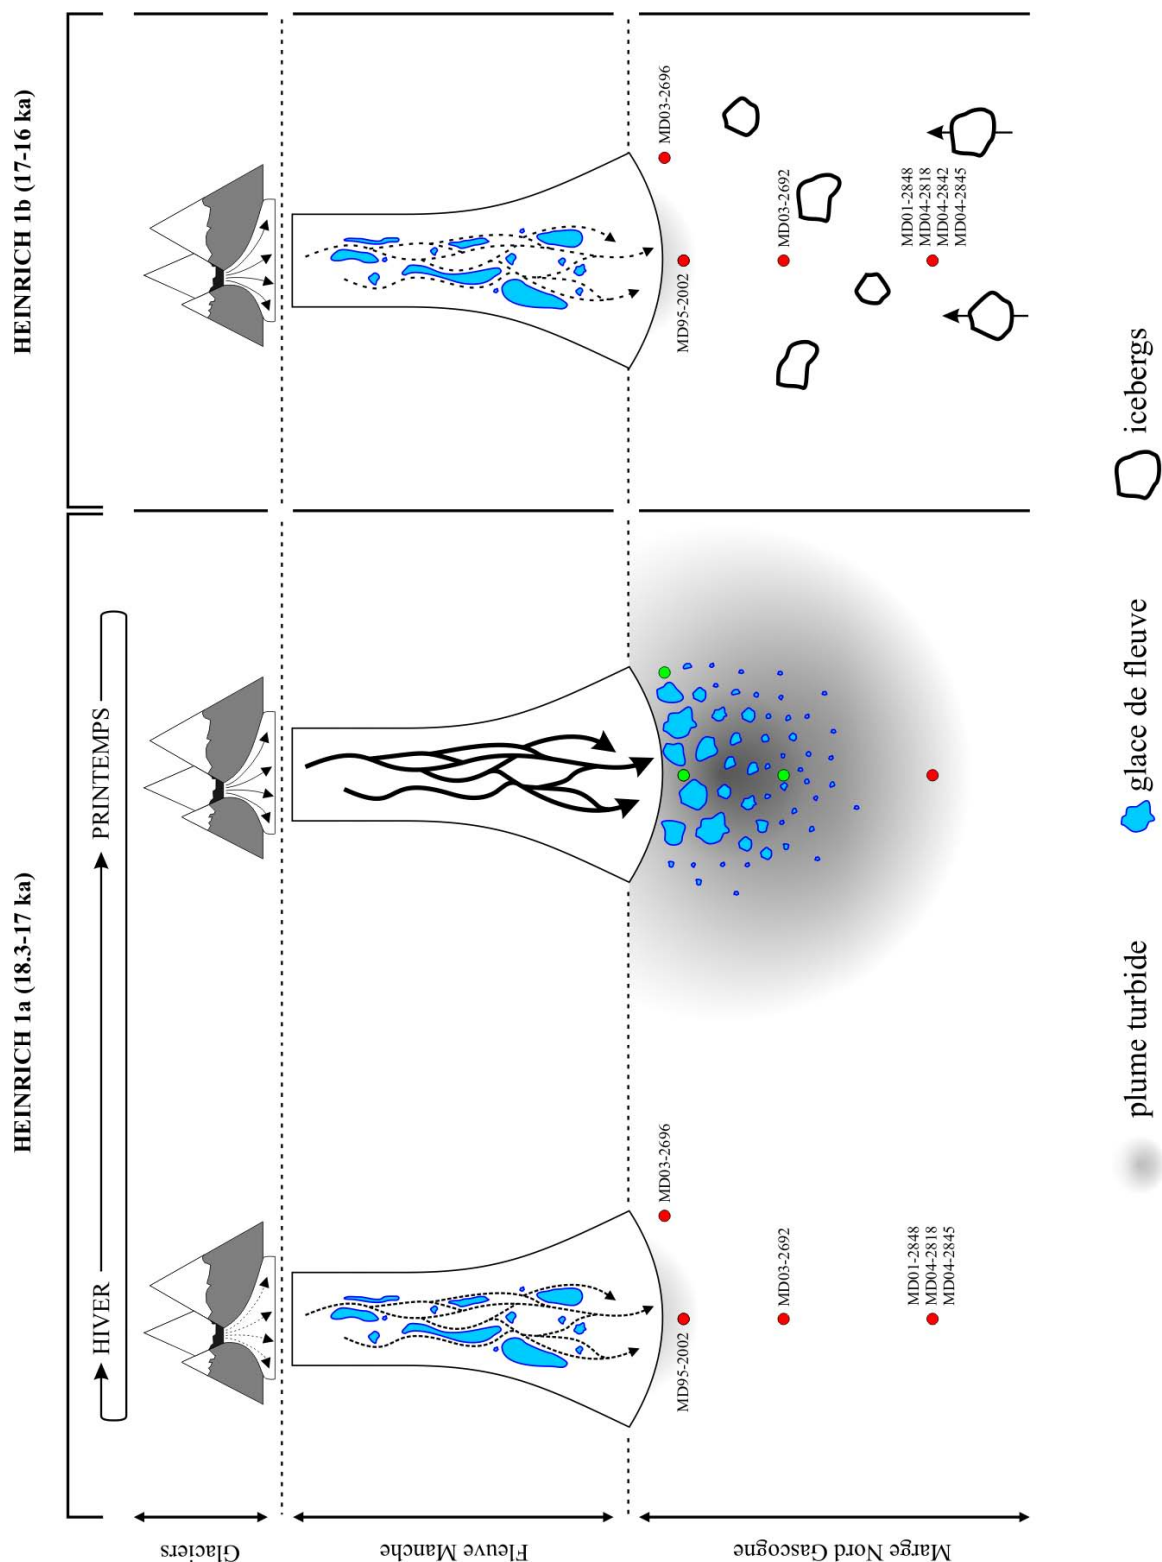 HEINRICH 1a (18.3-17 ka)
HEINRICH 1b (17-16 ka)
HIVER
PRINTEMPS
Glaciers
Fleuve Manche
Marge Nord Gascogne
MD95-2002
MD03-2696
MD03-2692
MD01-2848
MD04-2818
MD04-2845
MD95-2002
MD03-2696
MD03-2692
MD01-2848
MD04-2818
MD04-2842
MD04-2845
plume turbide
glace de fleuve
icebergs